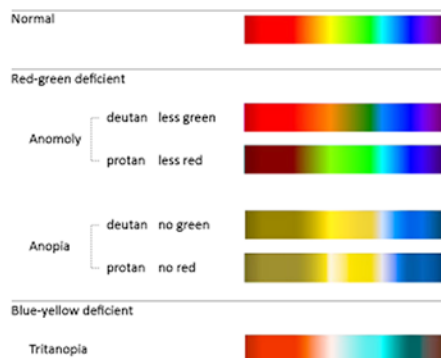 Normal
Red-green deficient
deutan less green
Anomoly
protan less red
deutan no green
Anopia
protan no red
Blue-yellow deficient
Tritanopia